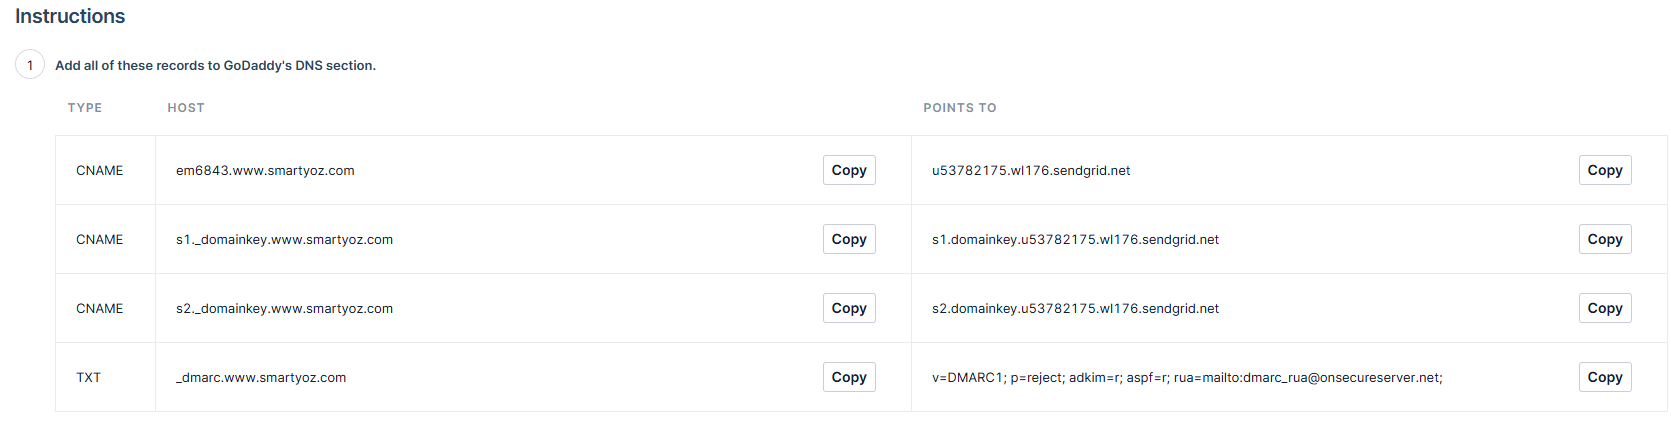 Instructions
1 Add all of these records to GoDaddy's DNS section.
TYPE HOST POINTS TO
CNAME em6843.www.smartyoz.com Copy u53782175.wl176.sendgrid.net Copy
CNAME s1._domainkey.www.smartyoz.com Copy s1.domainkey.u53782175.wl176.sendgrid.net Copy
CNAME s2._domainkey.www.smartyoz.com Copy s2.domainkey.u53782175.wl176.sendgrid.net Copy
TXT _dmarc.www.smartyoz.com Copy v=DMARC1; p=reject; adkim=r; aspf=r; rua=mailto:dmarc_rua@onsecureserver.net; Copy